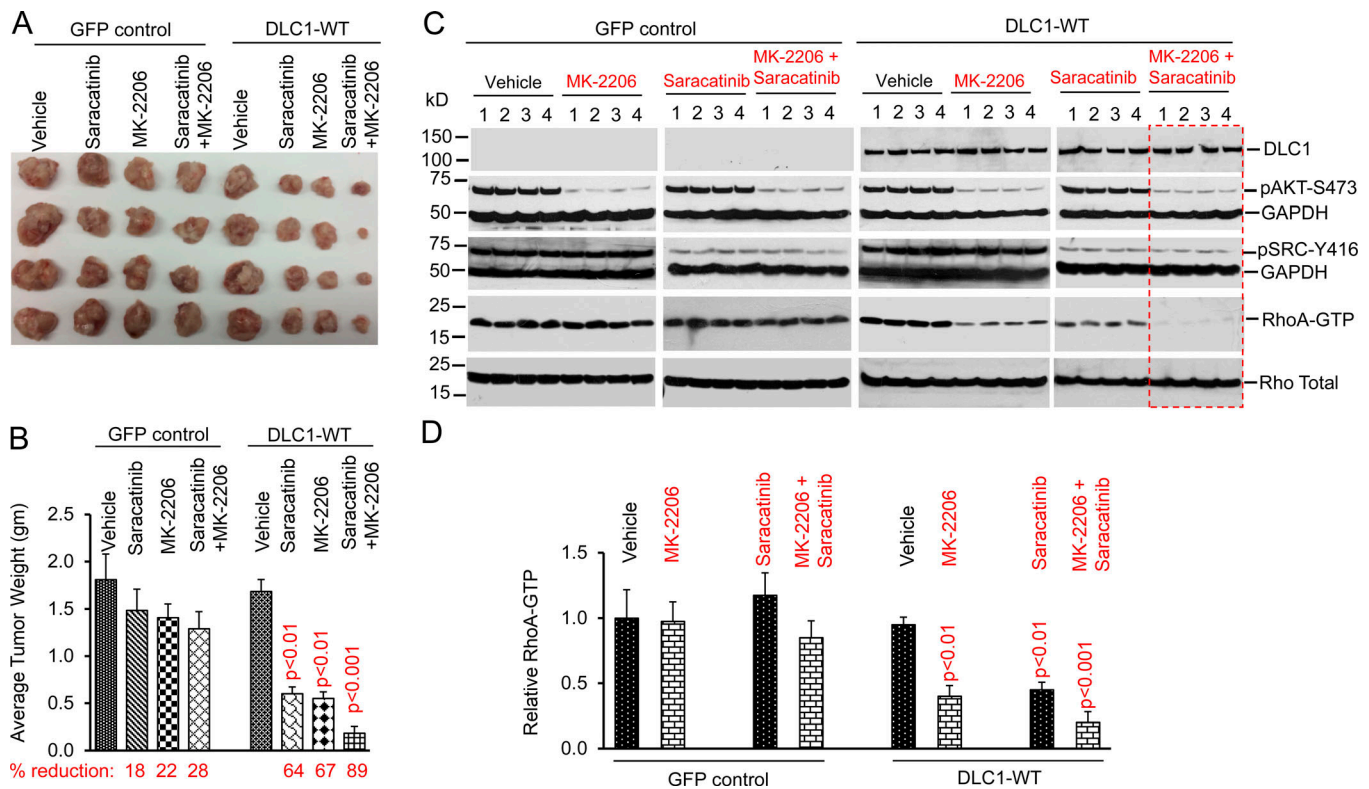 A
GFP control
DLC1-WT
Vehicle
Saracatinib
MK-2206
Saracatinib
+MK-2206
Vehicle
Saracatinib
MK-2206
Saracatinib
+MK-2206
B
GFP control
DLC1-WT
Vehicle
Saracatinib
MK-2206
Saracatinib
+MK-2206
Vehicle
Saracatinib
MK-2206
Saracatinib
+MK-2206
Average Tumor Weight (gm)
2.5
2.0
1.5
1.0
0.5
0.0
p<0.01
p<0.01
p<0.001
% reduction: 18 22 28 64 67 89
C
GFP control
DLC1-WT
Vehicle
MK-2206
Saracatinib
MK-2206 +
Saracatinib
Vehicle
MK-2206
Saracatinib
MK-2206 +
Saracatinib
kD
1 2 3 4 1 2 3 4 1 2 3 4 1 2 3 4 1 2 3 4 1 2 3 4 1 2 3 4 1 2 3 4
150
100
DLC1
75
pAKT-S473
50
GAPDH
75
pSRC-Y416
50
GAPDH
25
RhoA-GTP
15
25
Rho Total
15
D
Vehicle
MK-2206
Saracatinib
MK-2206 +
Saracatinib
Vehicle
MK-2206
Saracatinib
MK-2206 +
Saracatinib
Relative RhoA-GTP
1.5
1.0
0.5
0.0
p<0.01
p<0.01
p<0.001
GFP control
DLC1-WT